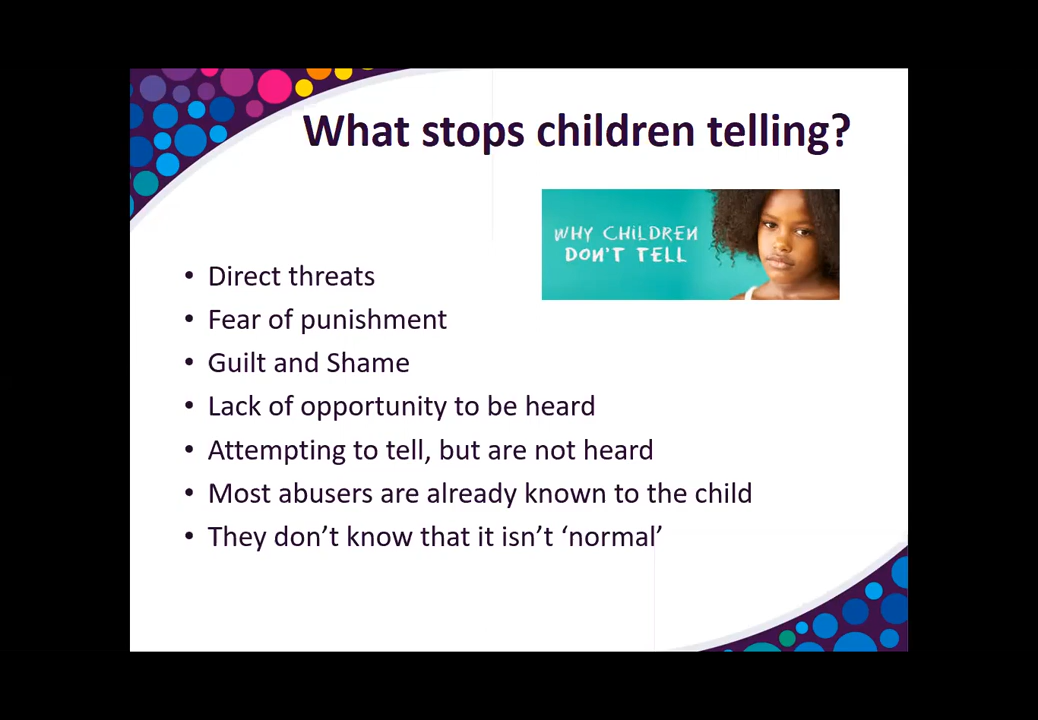 What stops children telling?
WHY CHILDREN
DON'T TELL
• Direct threats
• Fear of punishment
• Guilt and Shame
• Lack of opportunity to be heard
• Attempting to tell, but are not heard
• Most abusers are already known to the child
• They don’t know that it isn’t ‘normal’